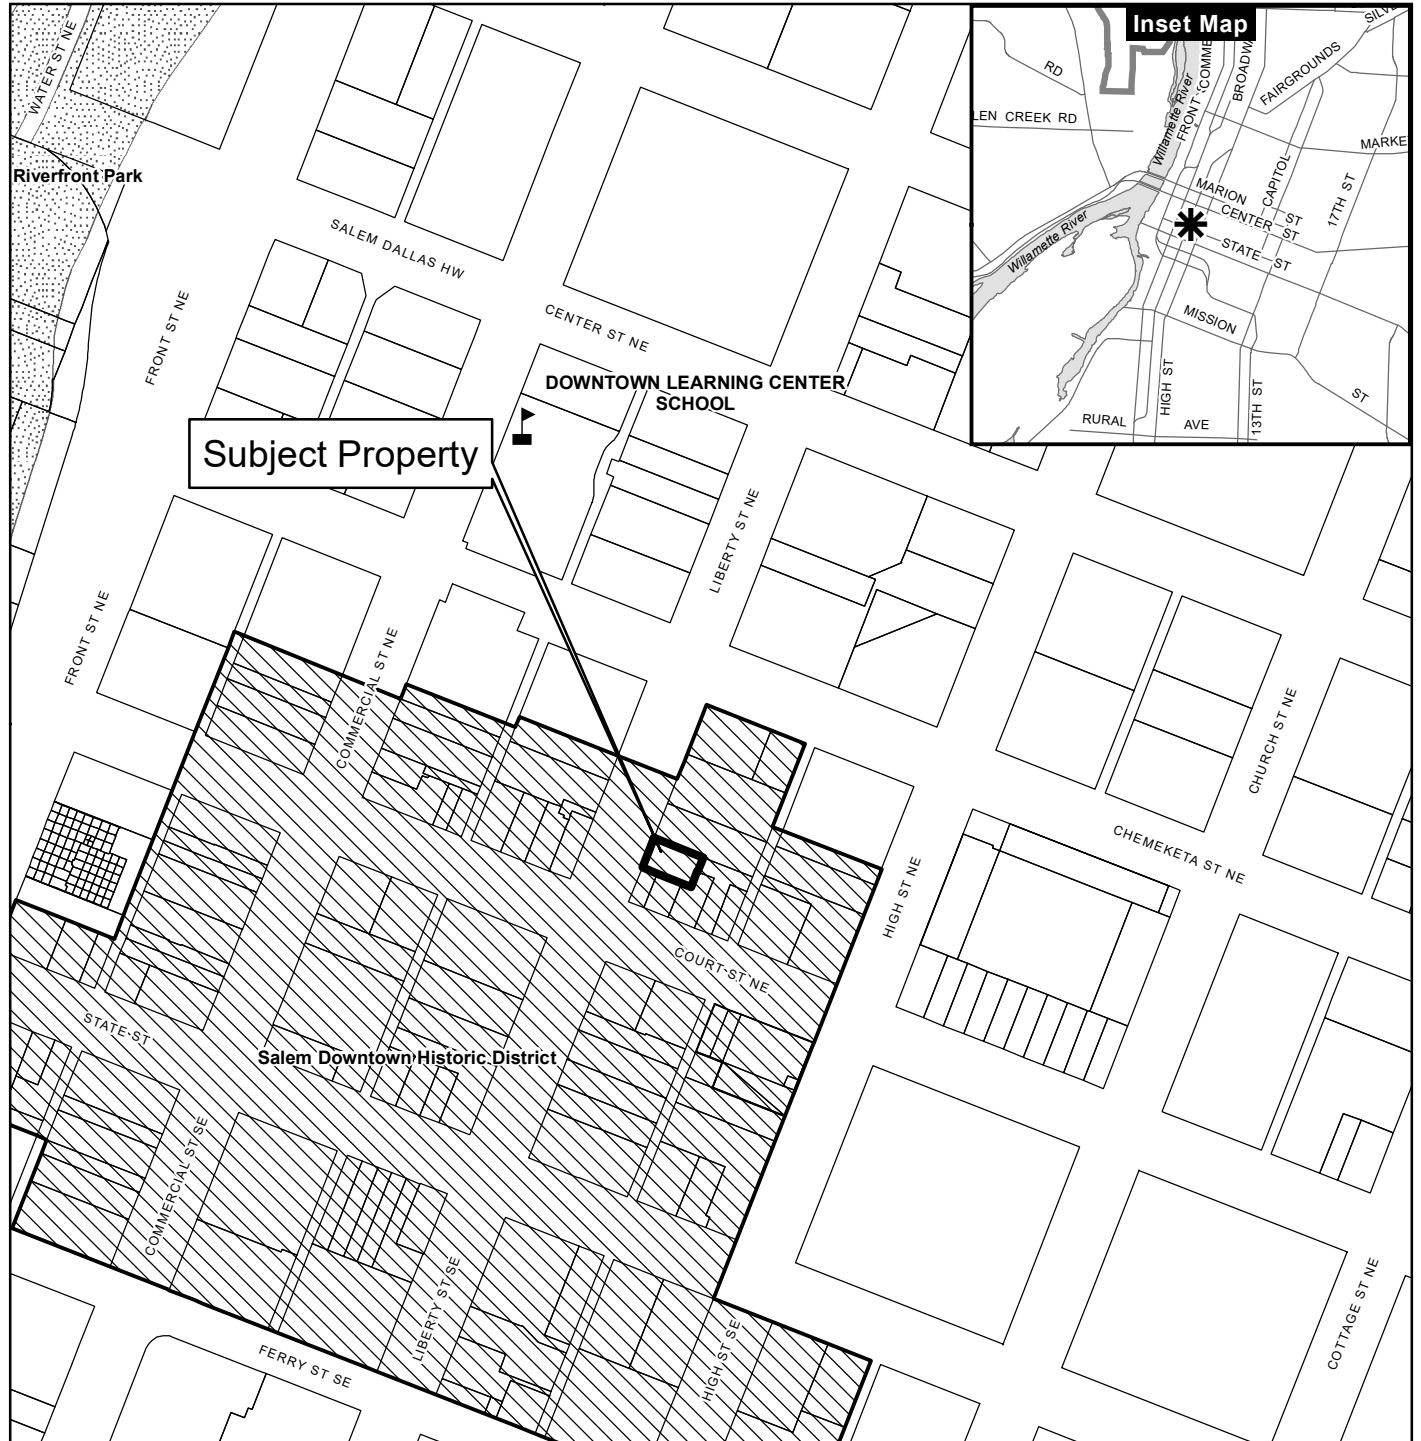 Inset Map
SILVE
RD
COMME
BROADWA
FAIRGROUNDS
FRONT
Willamette River
LEN CREEK RD
MARKE
CAPITOL
17TH ST
MARION ST
CENTER ST
STATE ST
Willamette River
MISSION ST
HIGH ST
13TH ST
RURAL AVE
WATER ST NE
Riverfront Park
SALEM DALLAS HW
FRONT ST NE
CENTER ST NE
DOWNTOWN LEARNING CENTER
SCHOOL
Subject Property
LIBERTY ST NE
FRONT ST NE
COMMERCIAL ST NE
CHURCH ST NE
CHEMEKETA ST NE
HIGH ST NE
COURT ST NE
STATE ST
Salem Downtown Historic District
COMMERCIAL ST SE
LIBERTY ST SE
HIGH ST SE
FERRY ST SE
COTTAGE ST NE